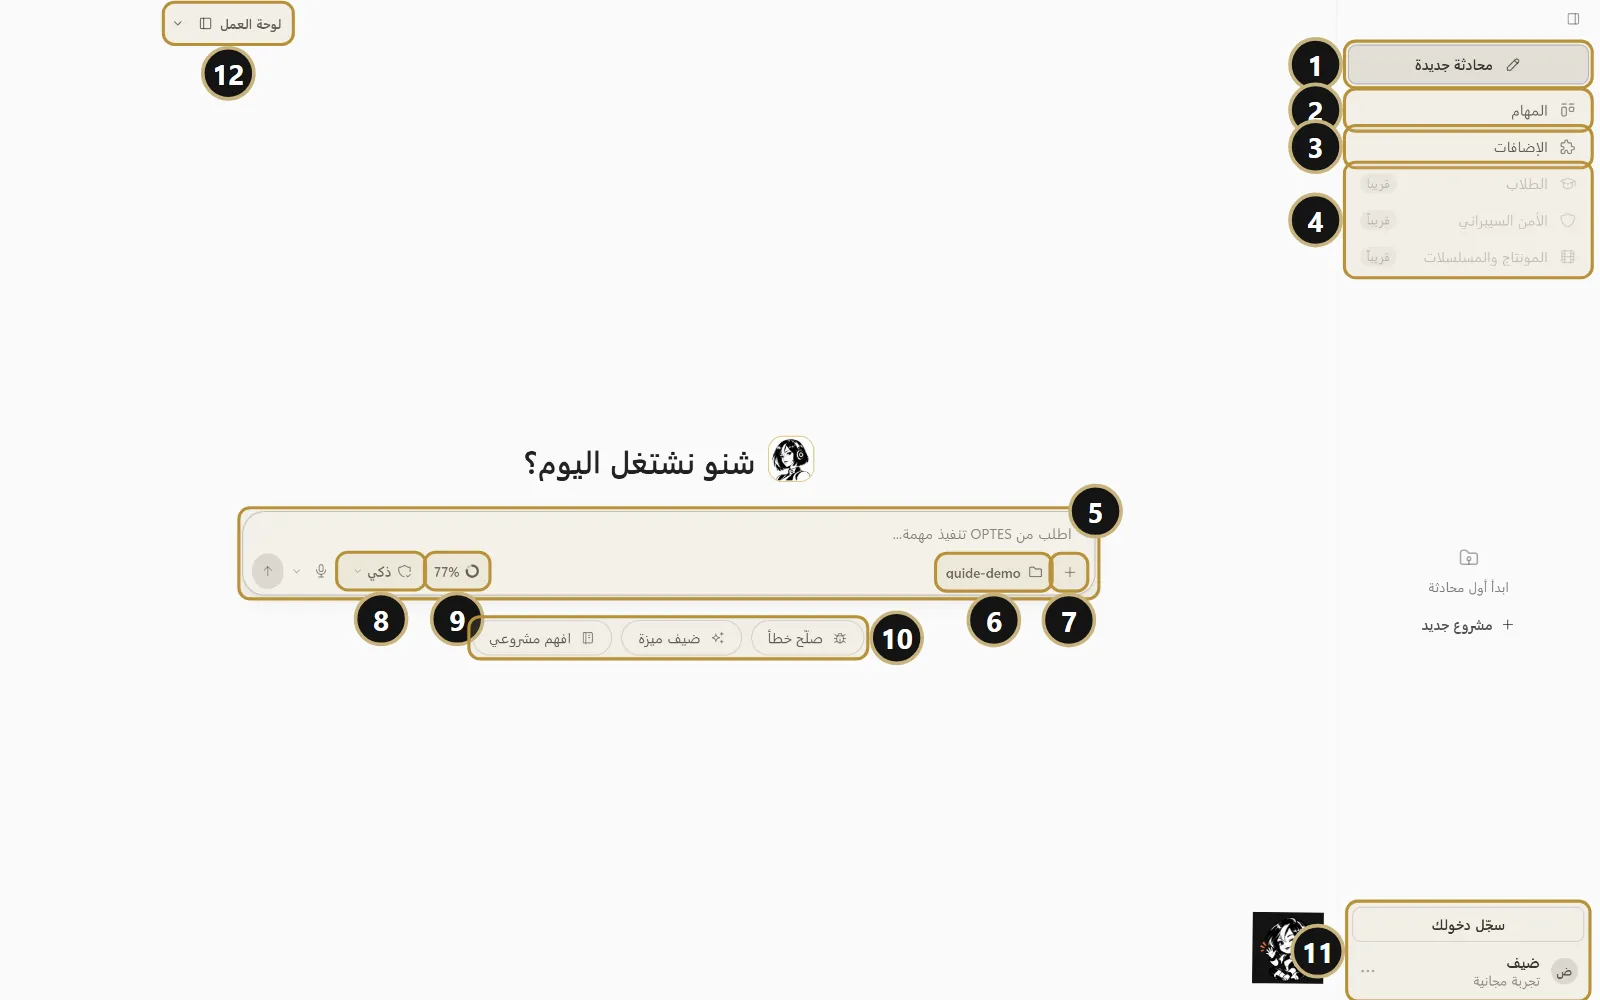 لوحة العمل
12
محادثة جديدة
1
المهام
2
الإضافات
3
الطلاب
قريباً
الأمن السيبراني
قريباً
المونتاج والمسلسلات
قريباً
4
شنو نشتغل اليوم؟
5
اطلب من OPTES تنفيذ مهمة...
guide-demo
77%
ذكي
6
7
8
9
صلّح خطأ
ضيف ميزة
افهم مشروعي
10
ابدأ أول محادثة
مشروع جديد
سجّل دخولك
11
ض
ضيف
تجربة مجانية